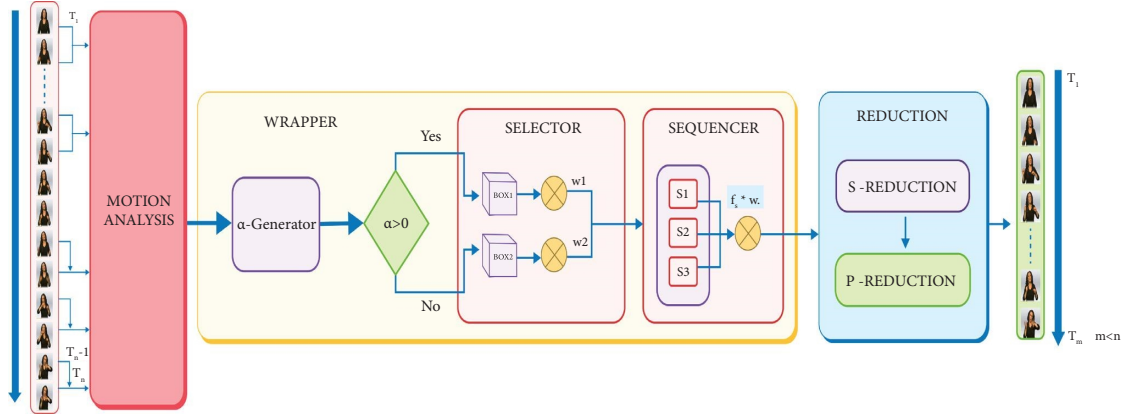 T1
Tn-1
Tn
MOTION
ANALYSIS
WRAPPER
α-Generator
α>0
Yes
No
SELECTOR
BOX1
w1
BOX2
w2
SEQUENCER
S1
S2
S3
fs * w.
REDUCTION
S -REDUCTION
P -REDUCTION
T1
Tm m<n